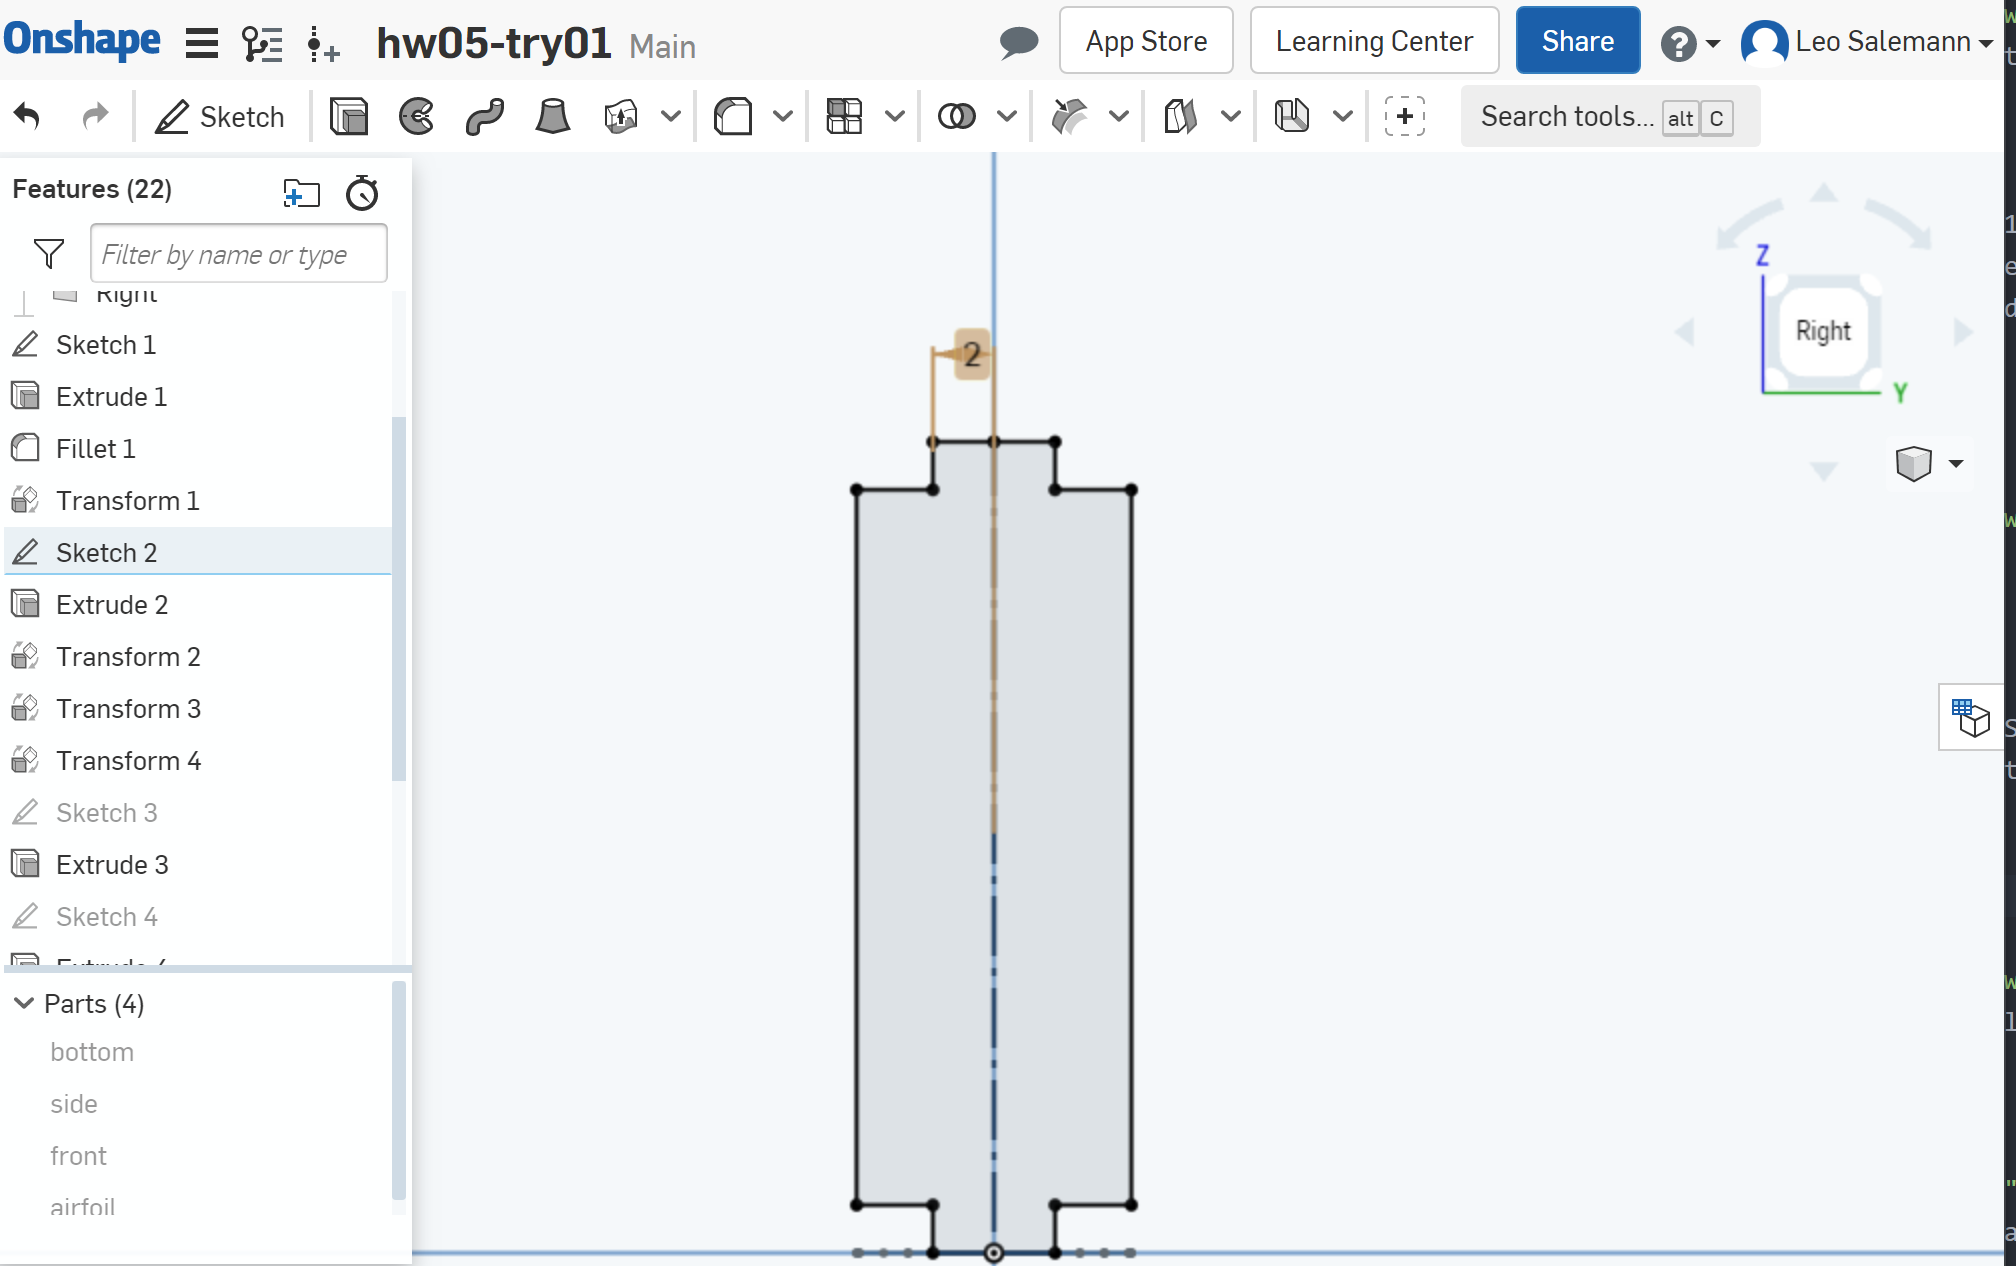 Onshape hw05-try01 Main App Store Learning Center Share ? Leo Salemann
Sketch Search tools... alt C
Features (22)
Filter by name or type
Right
Sketch 1
Extrude 1
Fillet 1
Transform 1
Sketch 2
Extrude 2
Transform 2
Transform 3
Transform 4
Sketch 3
Extrude 3
Sketch 4
Extrude 4
Parts (4)
bottom
side
front
airfoil
2
Z
Right
Y